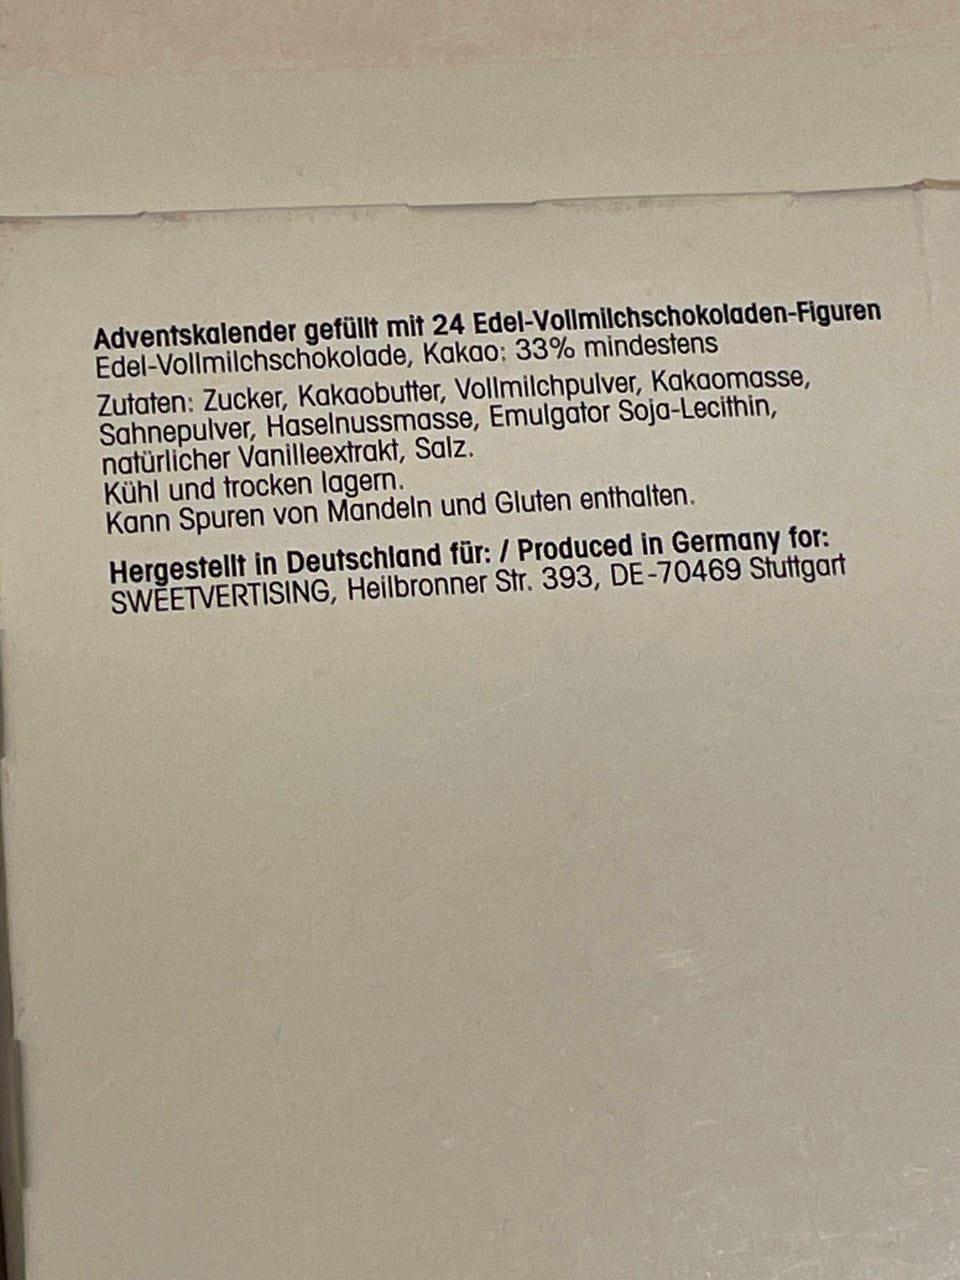 Adventskalender gefüllt mit 24 Edel-Vollmilchschokoladen-Figuren
Edel-Vollmilchschokolade, Kakao: 33% mindestens
Zutaten: Zucker, Kakaobutter, Vollmilchpulver, Kakaomasse,
Sahnepulver, Haselnussmasse, Emulgator Soja-Lecithin,
natürlicher Vanilleextrakt, Salz.
Kühl und trocken lagern.
Kann Spuren von Mandeln und Gluten enthalten.
Hergestellt in Deutschland für: / Produced in Germany for:
SWEETVERTISING, Heilbronner Str. 393, DE-70469 Stuttgart